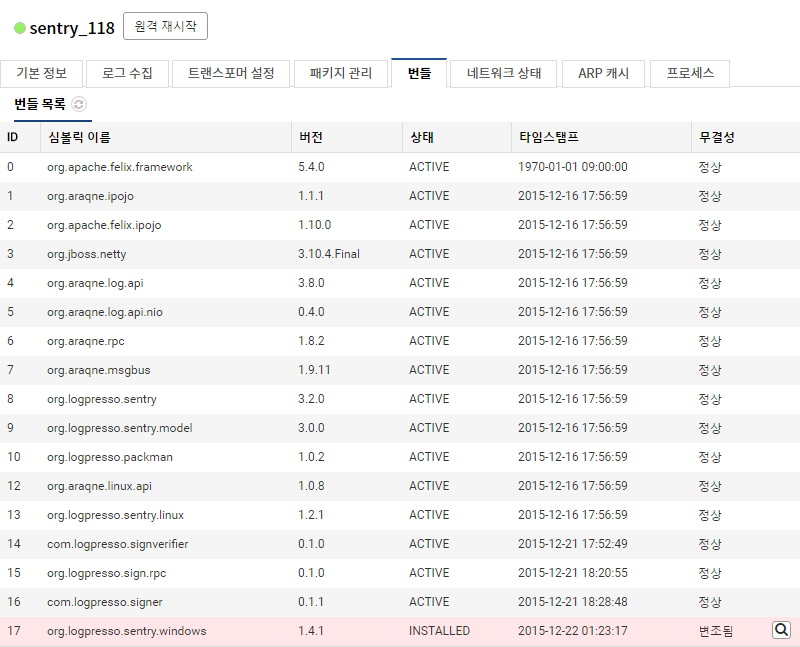 sentry_118 원격 재시작
기본 정보 로그 수집 트랜스포머 설정 패키지 관리 번들 네트워크 상태 ARP 캐시 프로세스
번들 목록
ID 심볼릭 이름 버전 상태 타임스탬프 무결성
0 org.apache.felix.framework 5.4.0 ACTIVE 1970-01-01 09:00:00 정상
1 org.araqne.ipojo 1.1.1 ACTIVE 2015-12-16 17:56:59 정상
2 org.apache.felix.ipojo 1.10.0 ACTIVE 2015-12-16 17:56:59 정상
3 org.jboss.netty 3.10.4.Final ACTIVE 2015-12-16 17:56:59 정상
4 org.araqne.log.api 3.8.0 ACTIVE 2015-12-16 17:56:59 정상
5 org.araqne.log.api.nio 0.4.0 ACTIVE 2015-12-16 17:56:59 정상
6 org.araqne.rpc 1.8.2 ACTIVE 2015-12-16 17:56:59 정상
7 org.araqne.msgbus 1.9.11 ACTIVE 2015-12-16 17:56:59 정상
8 org.logpresso.sentry 3.2.0 ACTIVE 2015-12-16 17:56:59 정상
9 org.logpresso.sentry.model 3.0.0 ACTIVE 2015-12-16 17:56:59 정상
10 org.logpresso.packman 1.0.2 ACTIVE 2015-12-16 17:56:59 정상
12 org.araqne.linux.api 1.0.8 ACTIVE 2015-12-16 17:56:59 정상
13 org.logpresso.sentry.linux 1.2.1 ACTIVE 2015-12-16 17:56:59 정상
14 com.logpresso.signverifier 0.1.0 ACTIVE 2015-12-21 17:52:49 정상
15 org.logpresso.sign.rpc 0.1.0 ACTIVE 2015-12-21 18:20:55 정상
16 com.logpresso.signer 0.1.1 ACTIVE 2015-12-21 18:28:48 정상
17 org.logpresso.sentry.windows 1.4.1 INSTALLED 2015-12-22 01:23:17 변조됨